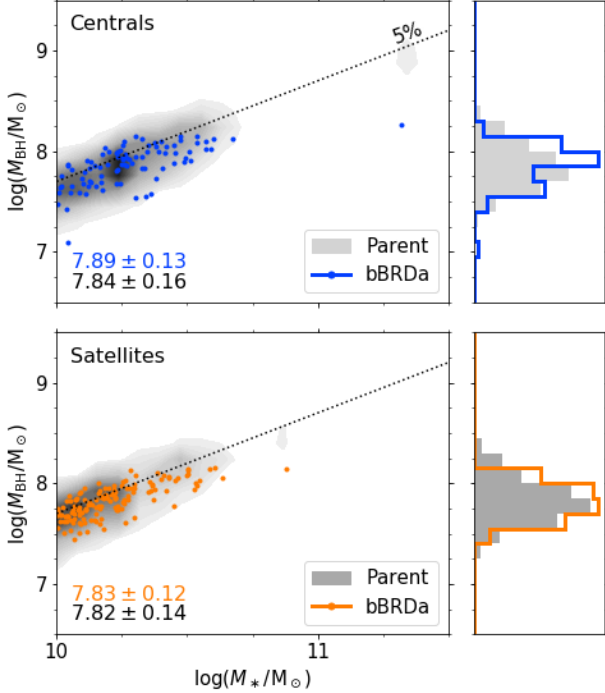 Centrals
5%
9
8
7
log(M_BH/M_⊙)
7.89 ± 0.13
7.84 ± 0.16
Parent
bBRDa
Satellites
9
8
7
log(M_BH/M_⊙)
7.83 ± 0.12
7.82 ± 0.14
Parent
bBRDa
10
11
log(M_*/M_⊙)